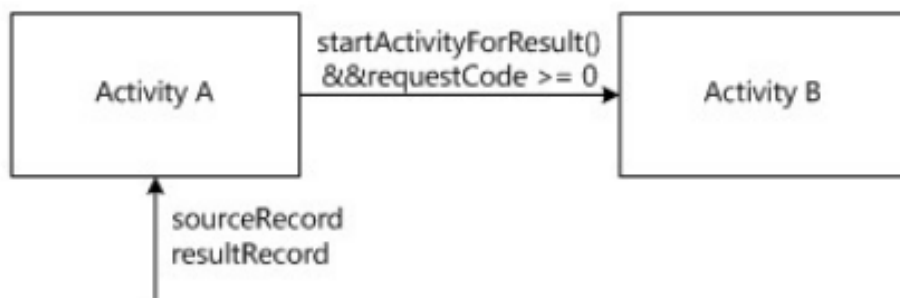 Activity A
startActivityForResult()
&&requestCode >= 0
Activity B
sourceRecord
resultRecord